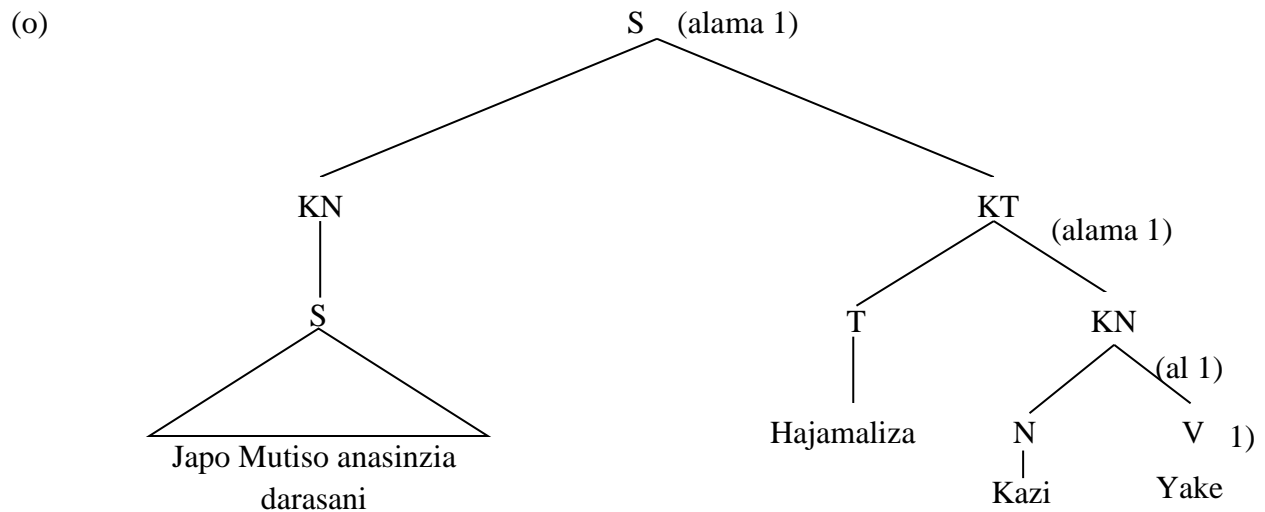 (o) S (alama 1)
KN KT
(alama 1)
S T KN
(al 1)
Hajamaliza N V 1)
Japo Mutiso anasinzia
darasani
Kazi Yake